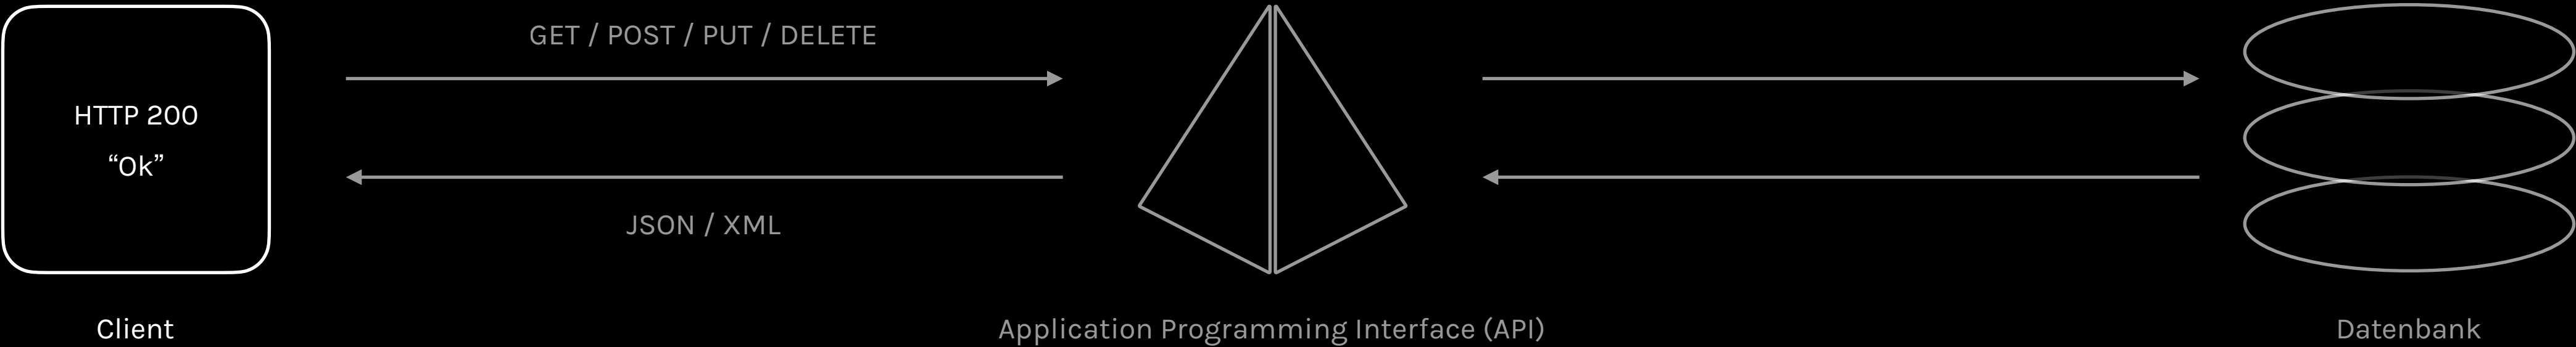 GET / POST / PUT / DELETE
HTTP 200
“Ok”
JSON / XML
Client
Application Programming Interface (API)
Datenbank